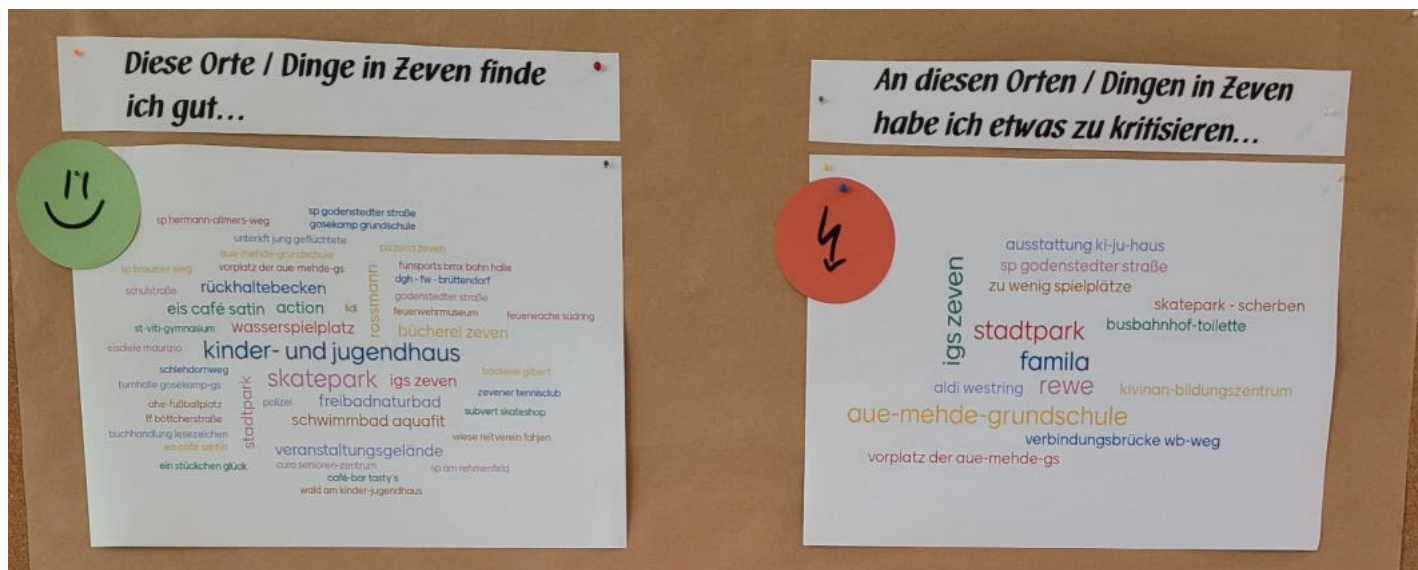 Diese Orte / Dinge in Zeven finde
ich gut...
sp hermann-allmers-weg
sp godenstedter straße
gosekamp grundschule
unterkft jung geflüchtete
pizzeria zeven
aue-mehde-grundschule
sp brauerer weg
vorplatz der aue-mehde-gs
rossmann
funsports bmx bahn halle
dgh - fw - brüttendorf
schulstraße
rückhaltebecken
godenstedter straße
eis café satin
action
lidl
feuerwehrmuseum
feuerwache südring
st-viti-gymnasium
wasserspielplatz
bücherei zeven
eisdiele maurizio
kinder- und jugendhaus
schlehdornweg
skatepark
igs zeven
bäckerei gibert
turnhalle gosekamp-gs
stadtpark
polizei
freibadnaturbad
zevener tennisclub
ahe-fußballplatz
ff böttcherstraße
schwimmbad aquafit
subvert skateshop
buchhandlung lesezeichen
eis cafe santin
wiese reitverein fahjen
veranstaltungsgelände
ein stückchen glück
cura senioren-zentrum
sp am rehmenfeld
café-bar tasty's
wald am kinder-jugendhaus
An diesen Orten / Dingen in Zeven
habe ich etwas zu kritisieren...
ausstattung ki-ju-haus
sp godenstedter straße
zu wenig spielplätze
igs zeven
skatepark - scherben
stadtpark
busbahnhof-toilette
famila
aldi westring
rewe
kivinan-bildungszentrum
aue-mehde-grundschule
verbindungsbrücke wb-weg
vorplatz der aue-mehde-gs